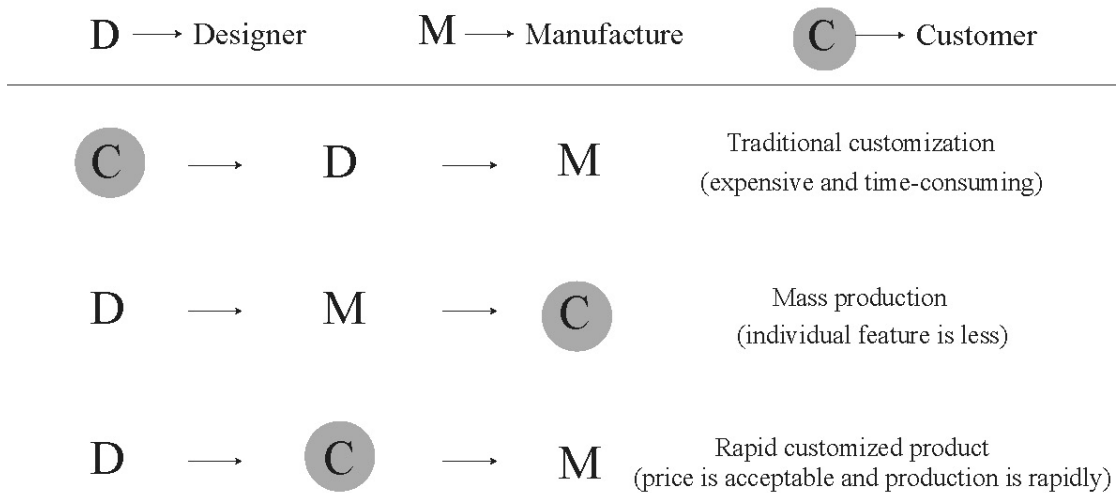 D → Designer M → Manufacture C → Customer
C → D → M Traditional customization
(expensive and time-consuming)
D → M → C Mass production
(individual feature is less)
D → C → M Rapid customized product
(price is acceptable and production is rapidly)